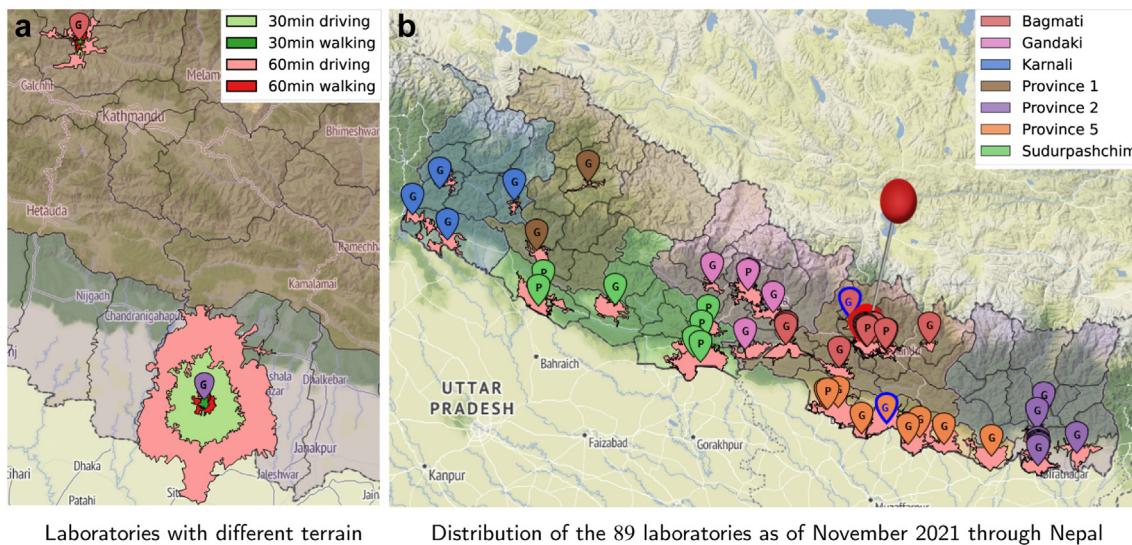 a
G
30min driving
30min walking
60min driving
60min walking
Galchhi
Melam
Kathmandu
Bhimeshwar
Hetauda
Ramechha
Kamalamai
Nijgadh
Chandranigahapur
G
Dhalkebar
Janakpur
Jaleshwar
Dhaka
Patahi
Laboratories with different terrain
b
Bagmati
Gandaki
Karnali
Province 1
Province 2
Province 5
Sudurpashchim
G
G
G
G
G
G
P
P
G
P
P
G
P
G
G
G
G
G
P
P
G
G
P
G
G
G
G
G
G
G
G
G
G
G
UTTAR
PRADESH
Bahraich
Faizabad
Gorakhpur
Kanpur
Muzaffarpur
Biratnagar
Distribution of the 89 laboratories as of November 2021 through Nepal